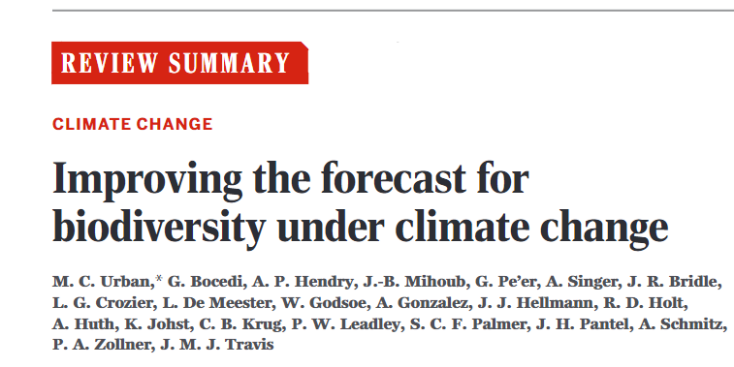 REVIEW SUMMARY
CLIMATE CHANGE
Improving the forecast for
biodiversity under climate change
M. C. Urban,* G. Bocedi, A. P. Hendry, J.-B. Mihoub, G. Pe'er, A. Singer, J. R. Bridle,
L. G. Crozier, L. De Meester, W. Godsoe, A. Gonzalez, J. J. Hellmann, R. D. Holt,
A. Huth, K. Johst, C. B. Krug, P. W. Leadley, S. C. F. Palmer, J. H. Pantel, A. Schmitz,
P. A. Zollner, J. M. J. Travis